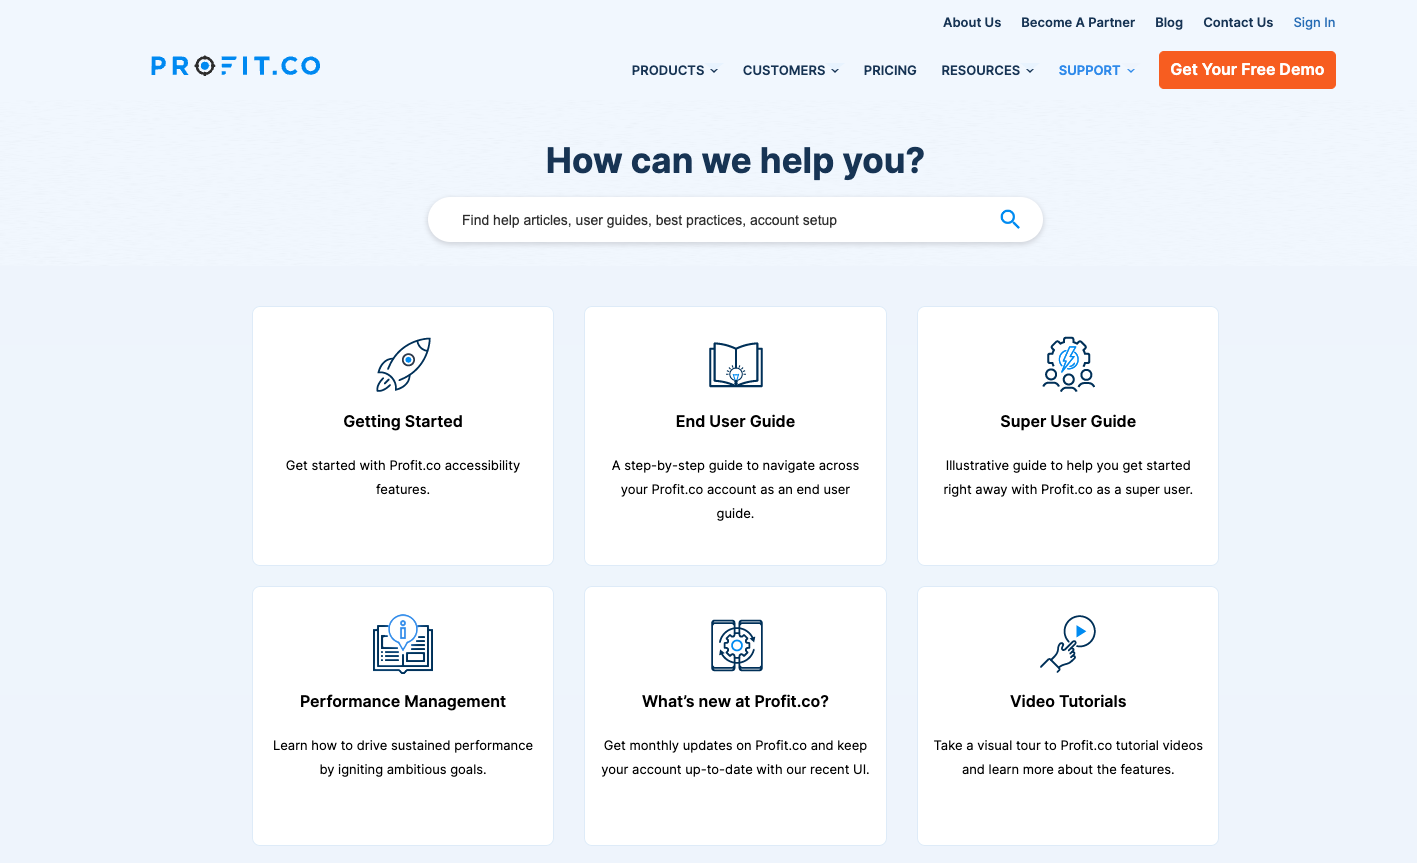 About Us Become A Partner Blog Contact Us Sign In
PROFIT.CO
PRODUCTS CUSTOMERS PRICING RESOURCES SUPPORT Get Your Free Demo
How can we help you?
Find help articles, user guides, best practices, account setup
Getting Started
Get started with Profit.co accessibility
features.
End User Guide
A step-by-step guide to navigate across
your Profit.co account as an end user
guide.
Super User Guide
Illustrative guide to help you get started
right away with Profit.co as a super user.
Performance Management
Learn how to drive sustained performance
by igniting ambitious goals.
What’s new at Profit.co?
Get monthly updates on Profit.co and keep
your account up-to-date with our recent UI.
Video Tutorials
Take a visual tour to Profit.co tutorial videos
and learn more about the features.